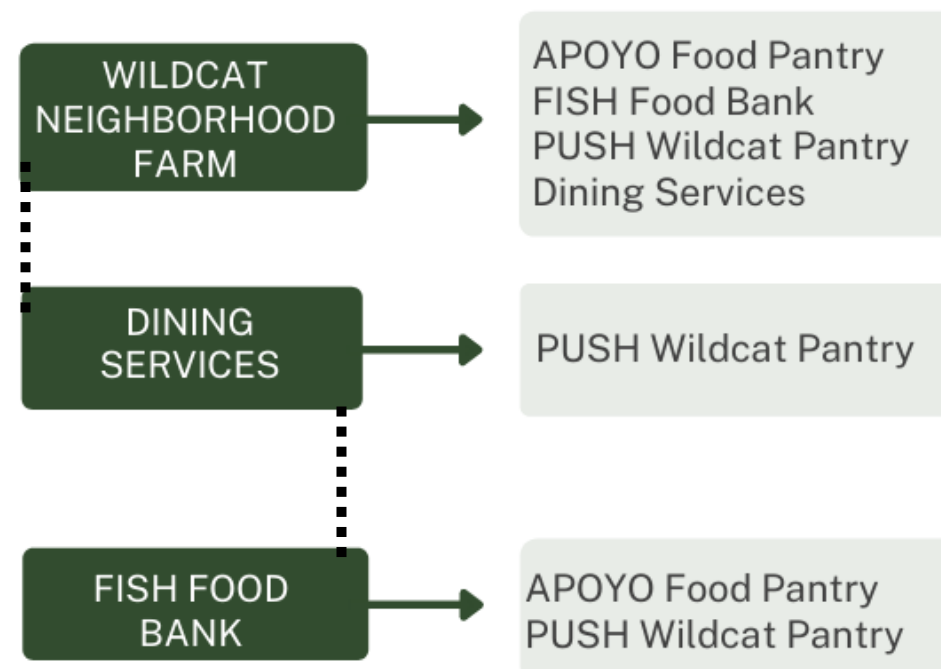 WILDCAT
NEIGHBORHOOD
FARM
APOYO Food Pantry
FISH Food Bank
PUSH Wildcat Pantry
Dining Services
DINING
SERVICES
PUSH Wildcat Pantry
FISH FOOD
BANK
APOYO Food Pantry
PUSH Wildcat Pantry